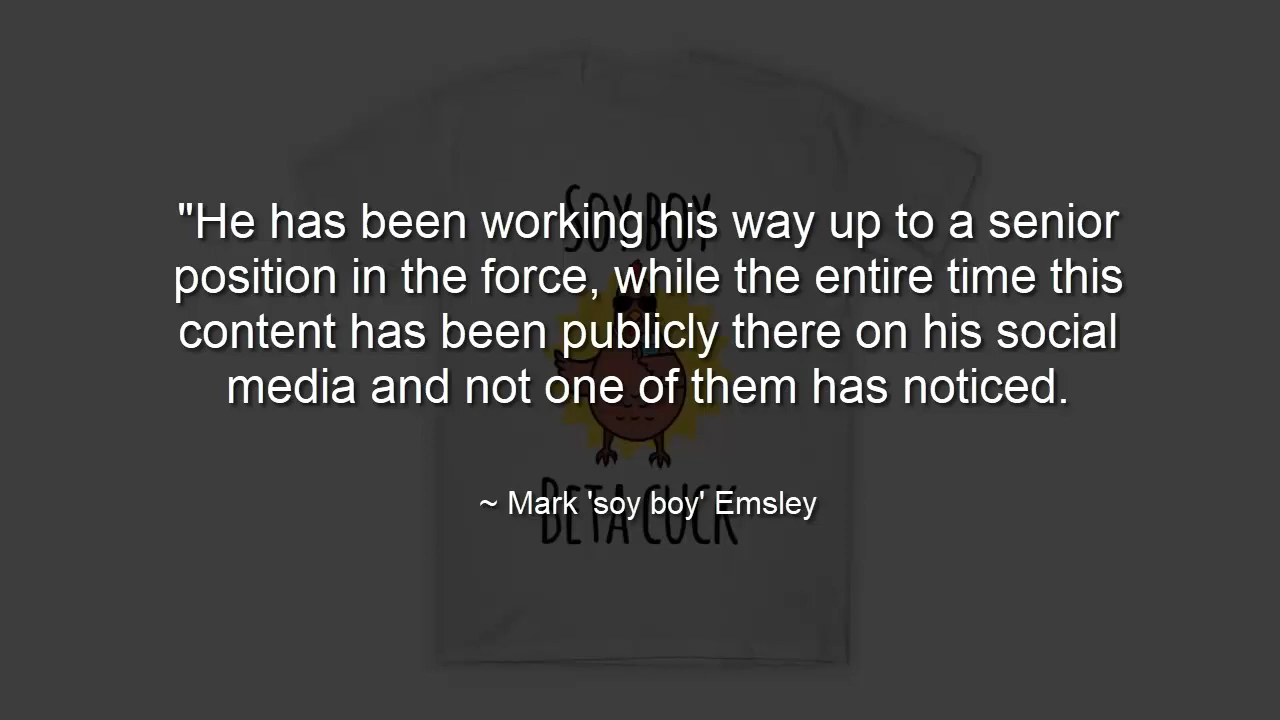 "He has been working his way up to a senior
position in the force, while the entire time this
content has been publicly there on his social
media and not one of them has noticed.
~ Mark 'soy boy' Emsley
SOY BOY
BETA CUCK